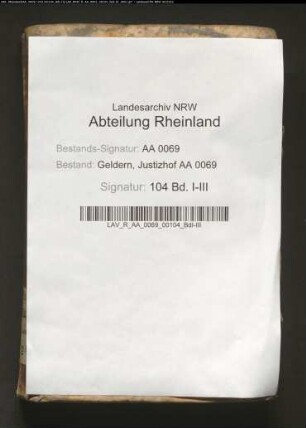 Landesarchiv NRW
Abteilung Rheinland
Bestands-Signatur: AA 0069
Bestand: Geldern, Justizhof AA 0069
Signatur: 104 Bd. I-III
LAV_R_AA_0069_00104_BdI-III